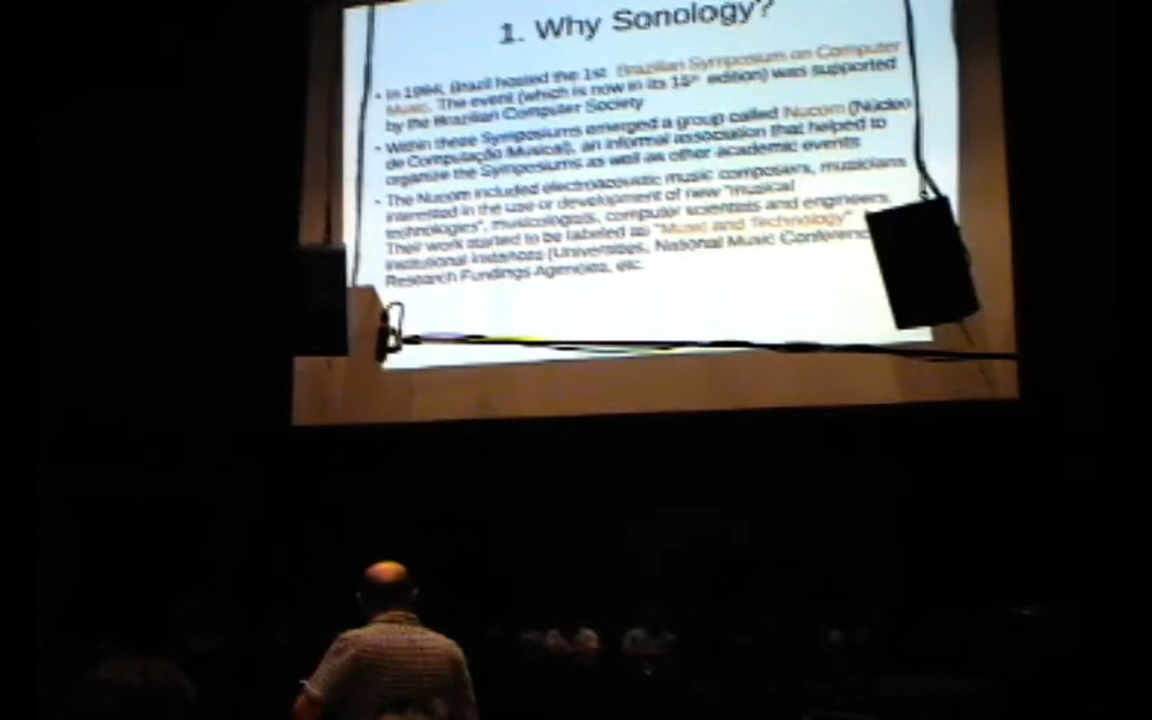 1. Why Sonology?
• In 1994, Brazil hosted the 1st Brazilian Symposium on Computer
Music. The event (which is now in its 15th edition) was supported
by the Brazilian Computer Society
• Within these Symposiums emerged a group called Nucom (Núcleo
de Computação Musical), an informal association that helped to
organize the Symposiums as well as other academic events
• The Nucom included electroacoustic music composers, musicians
interested in the use or development of new "musical
technologies", musicologists, computer scientists and engineers.
Their work started to be labeled as "Music and Technology"
institutional instances (Universities, National Music
Research Fundings Agencies, etc.